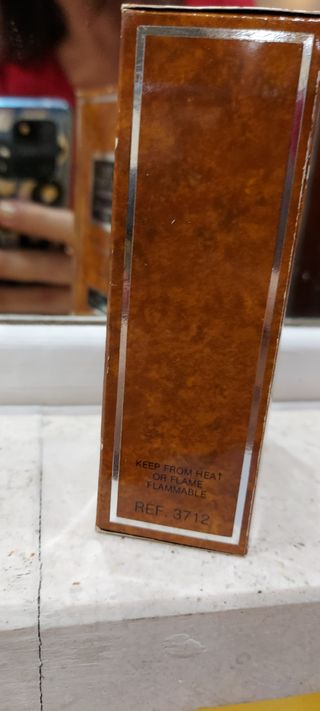 KEEP FROM HEAT
OR FLAME
FLAMMABLE
REF. 3712